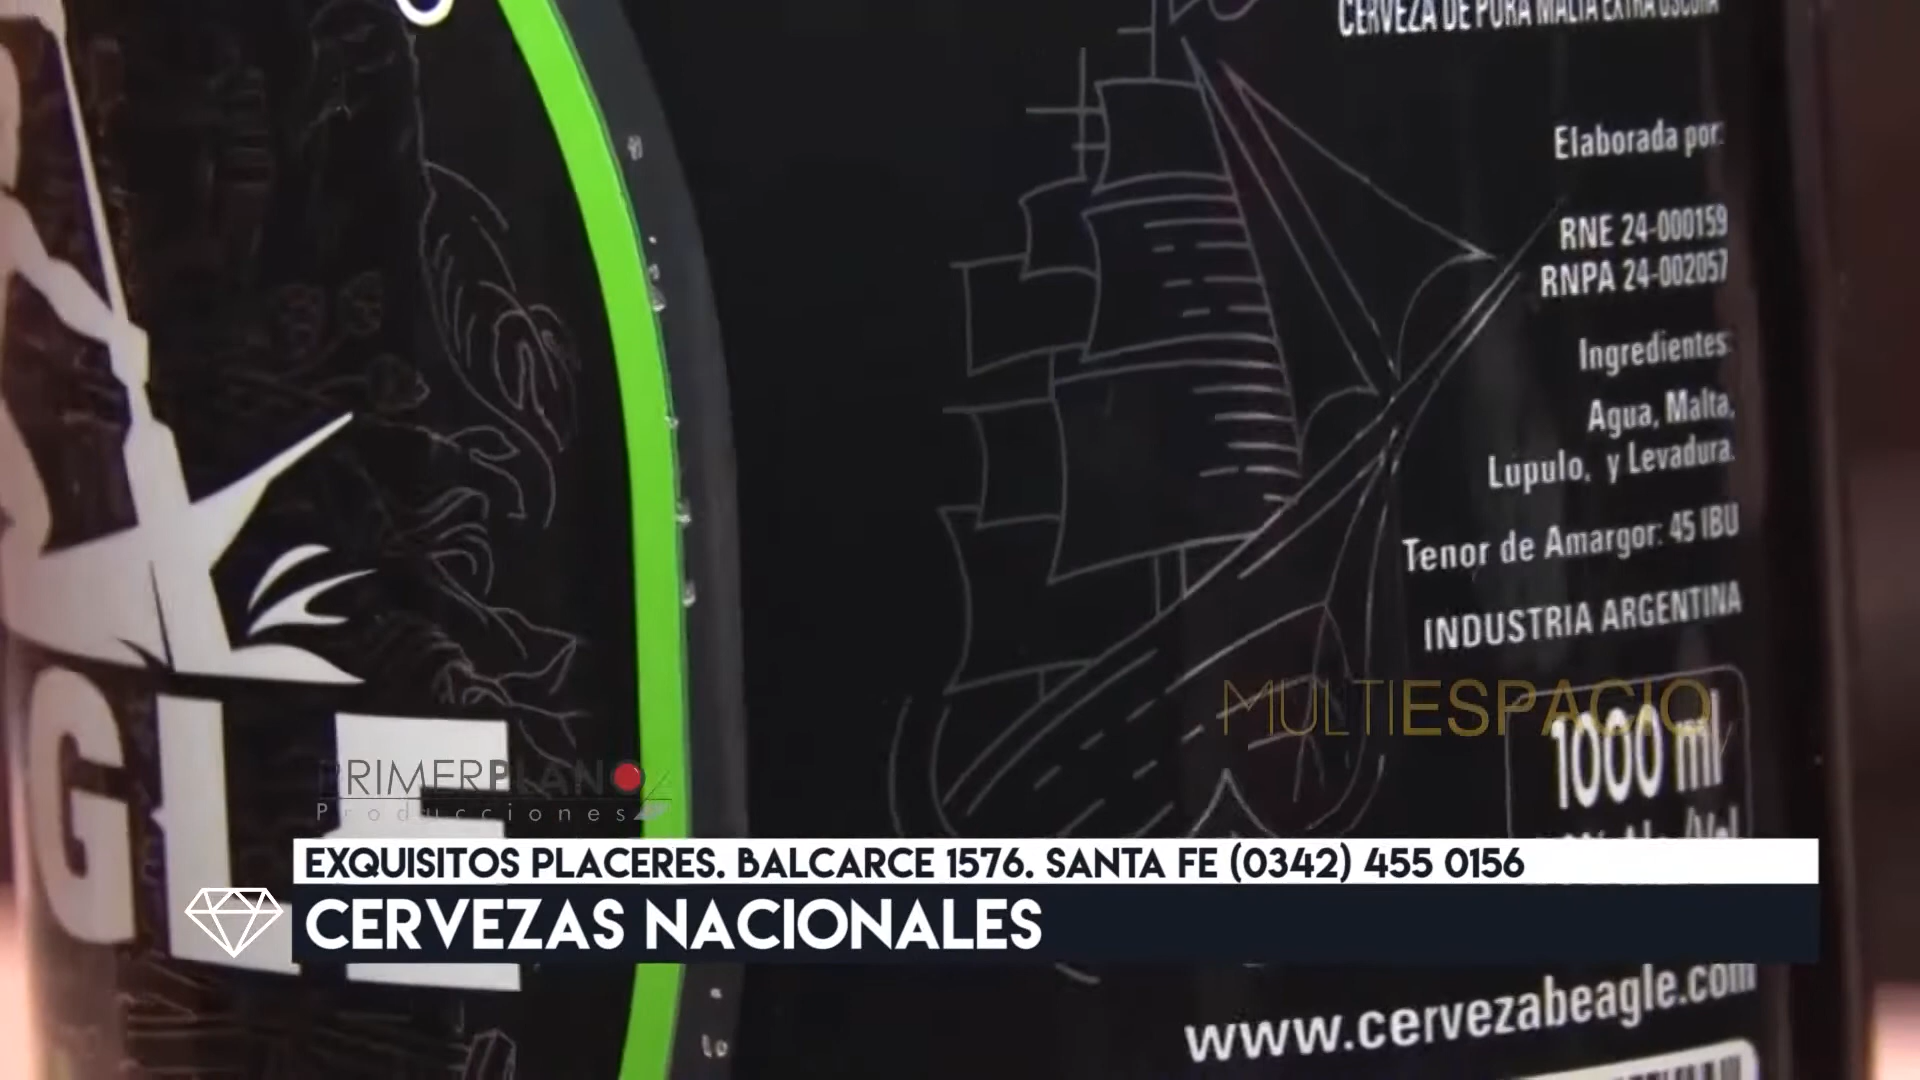 CERVEZA DE PURA MALTA EXTRA OSCURA
Elaborada por:
RNE 24-000159
RNPA 24-002057
Ingredientes:
Agua, Malta,
Lupulo, y Levadura.
Tenor de Amargor: 45 IBU
INDUSTRIA ARGENTINA
MULTIESPACIO
1000 ml
GLE
PRIMERPLANO
Producciones
EXQUISITOS PLACERES. BALCARCE 1576. SANTA FE (0342) 455 0156
CERVEZAS NACIONALES
www.cervezabeagle.com